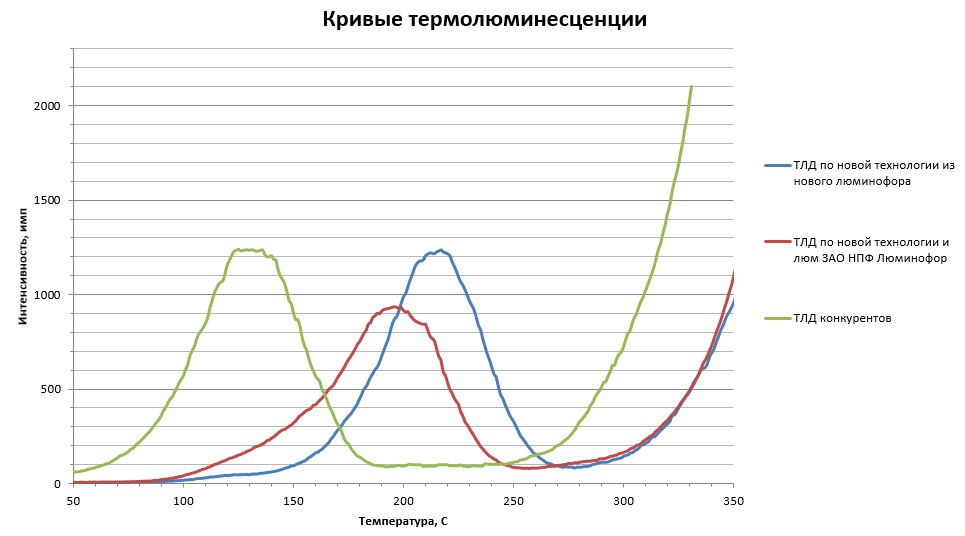 Кривые термолюминесценции
Интенсивность, имп
2000
1500
1000
500
0
50
100
150
200
250
300
350
Температура, С
ТЛД по новой технологии из
нового люминофора
ТЛД по новой технологии и
люм ЗАО НПФ Люминофор
ТЛД конкурентов